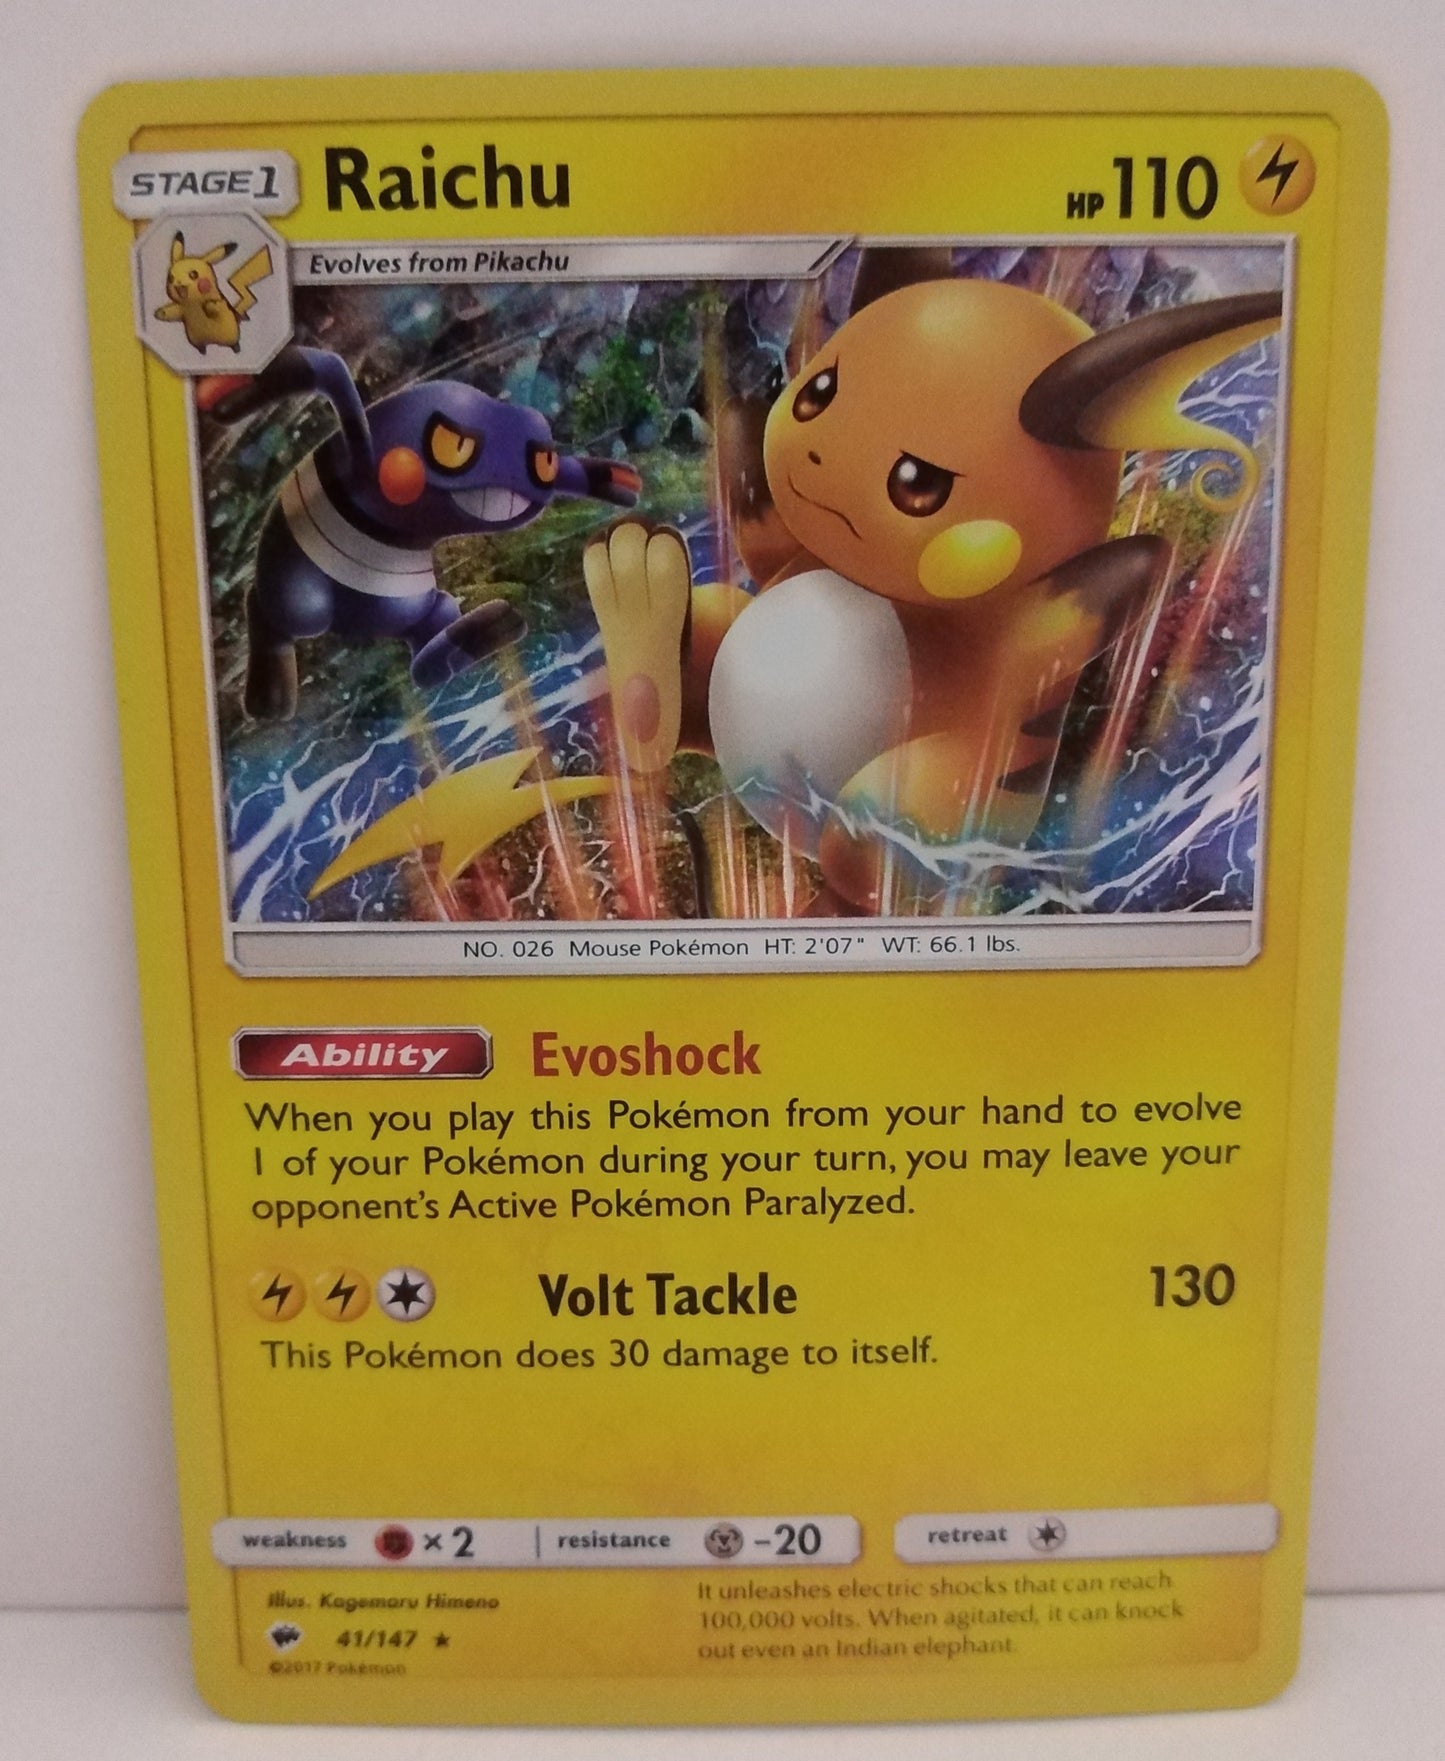 STAGE 1 Raichu HP 110
Evolves from Pikachu
NO. 026 Mouse Pokémon HT: 2'07" WT: 66.1 lbs.
Ability Evoshock
When you play this Pokémon from your hand to evolve
1 of your Pokémon during your turn, you may leave your
opponent's Active Pokémon Paralyzed.
Volt Tackle 130
This Pokémon does 30 damage to itself.
weakness × 2 resistance -20 retreat
Illus. Kagemaru Himeno
41/147
©2017 Pokémon
It unleashes electric shocks that can reach
100,000 volts. When agitated, it can knock
out even an Indian elephant.